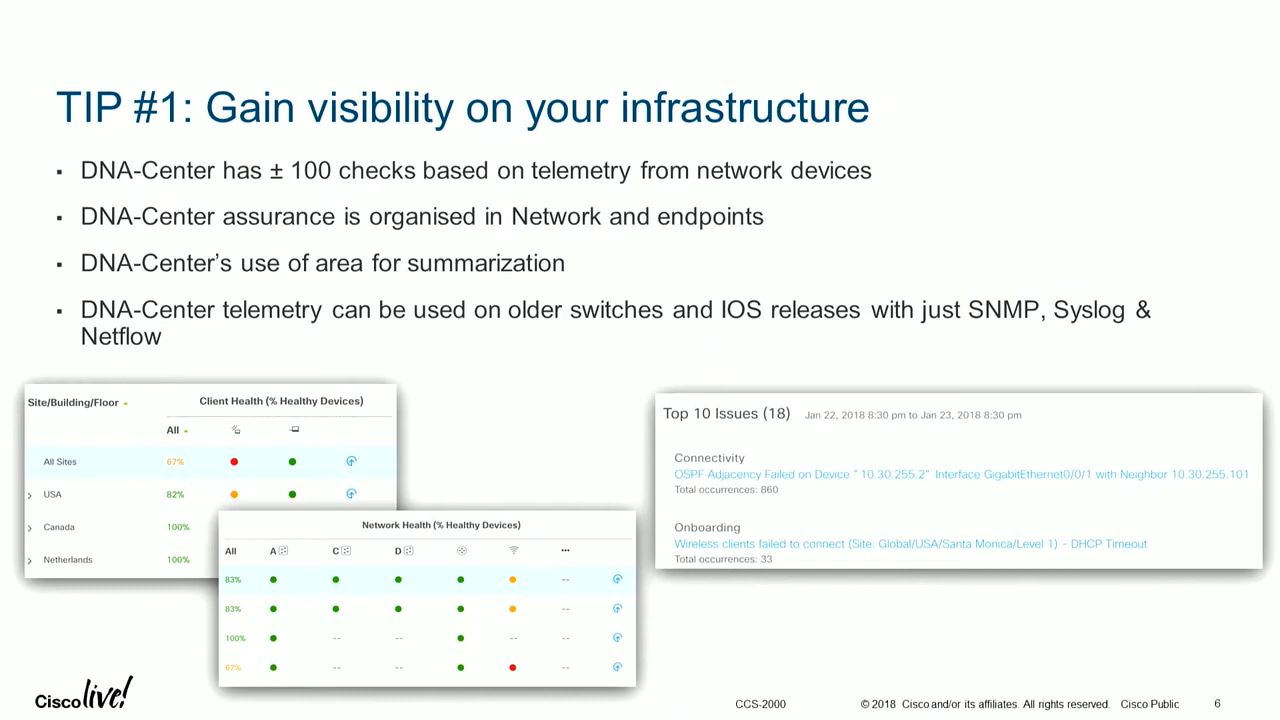 TIP #1: Gain visibility on your infrastructure
▪ DNA-Center has ± 100 checks based on telemetry from network devices
▪ DNA-Center assurance is organised in Network and endpoints
▪ DNA-Center’s use of area for summarization
▪ DNA-Center telemetry can be used on older switches and IOS releases with just SNMP, Syslog &
Netflow
Site/Building/Floor
Client Health (% Healthy Devices)
All
All Sites 67%
USA 82%
Canada 100%
Netherlands 100%
Network Health (% Healthy Devices)
All A C D •••
83% --
83% --
100% -- -- -- --
67% -- -- --
Top 10 Issues (18) Jan 22, 2018 8:30 pm to Jan 23, 2018 8:30 pm
Connectivity
OSPF Adjacency Failed on Device " 10.30.255.2" Interface GigabitEthernet0/0/1 with Neighbor 10.30.255.101
Total occurrences: 860
Onboarding
Wireless clients failed to connect (Site: Global/USA/Santa Monica/Level 1) - DHCP Timeout
Total occurrences: 33
Cisco live!
CCS-2000 © 2018 Cisco and/or its affiliates. All rights reserved. Cisco Public 6